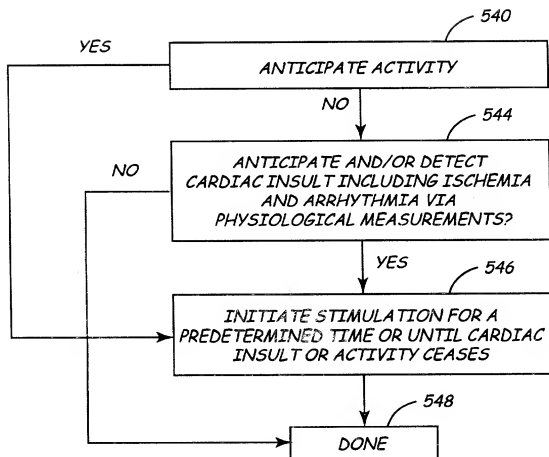 540
YES
ANTICIPATE ACTIVITY
NO
544
NO
ANTICIPATE AND/OR DETECT
CARDIAC INSULT INCLUDING ISCHEMIA
AND ARRHYTHMIA VIA
PHYSIOLOGICAL MEASUREMENTS?
YES
546
INITIATE STIMULATION FOR A
PREDETERMINED TIME OR UNTIL CARDIAC
INSULT OR ACTIVITY CEASES
548
DONE